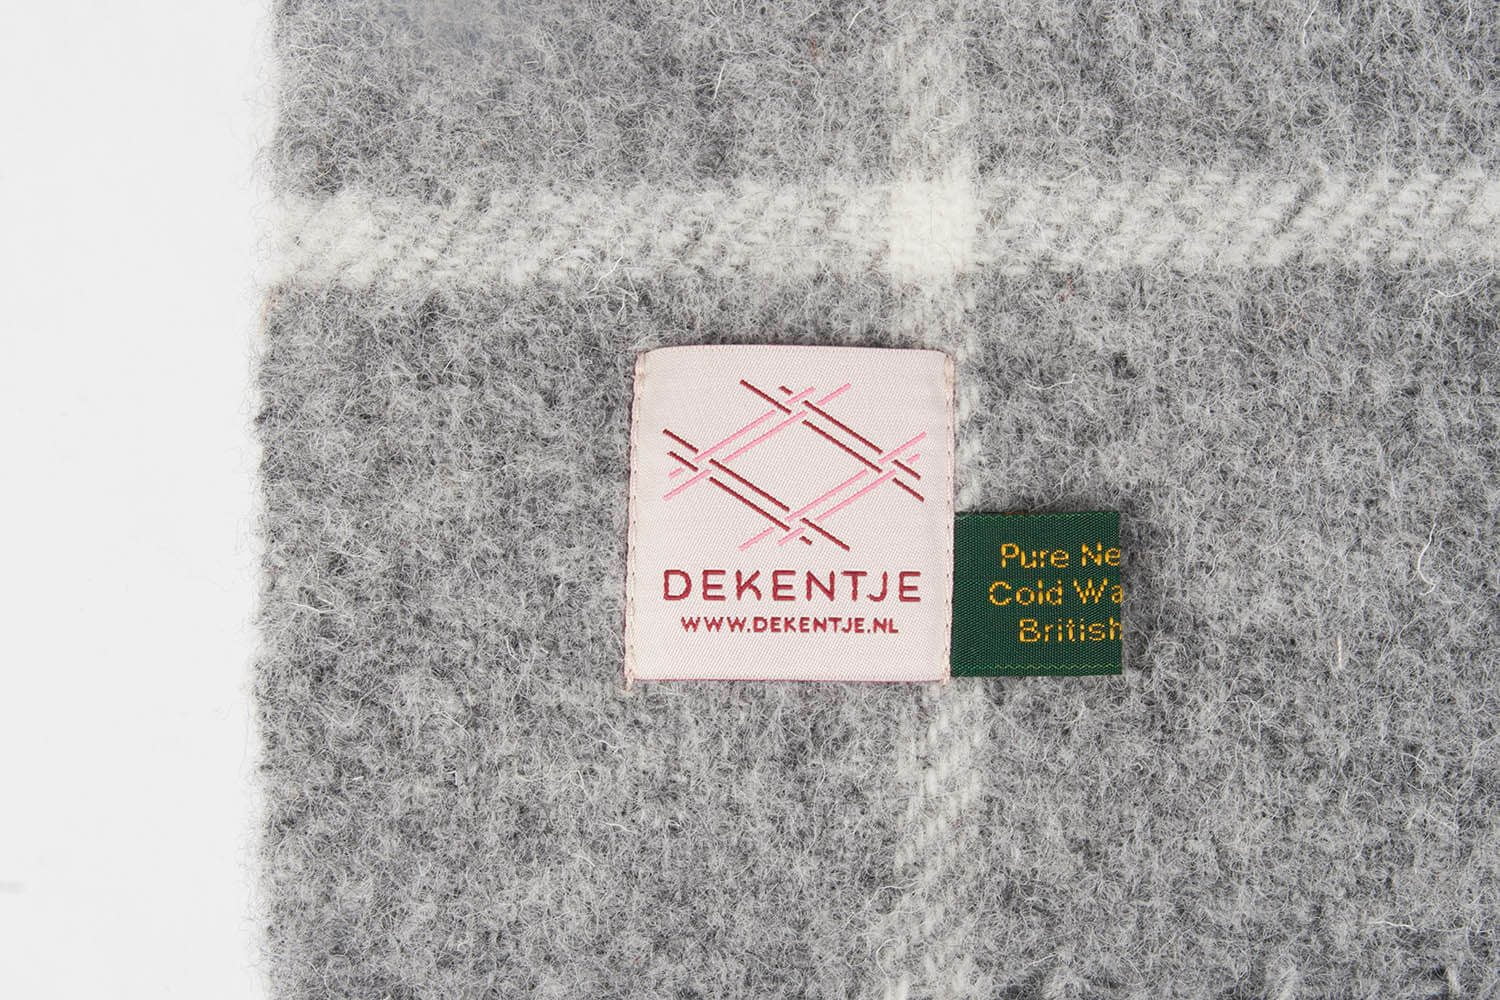 DEKENTJE
WWW.DEKENTJE.NL
Pure Ne
Cold Wa
British